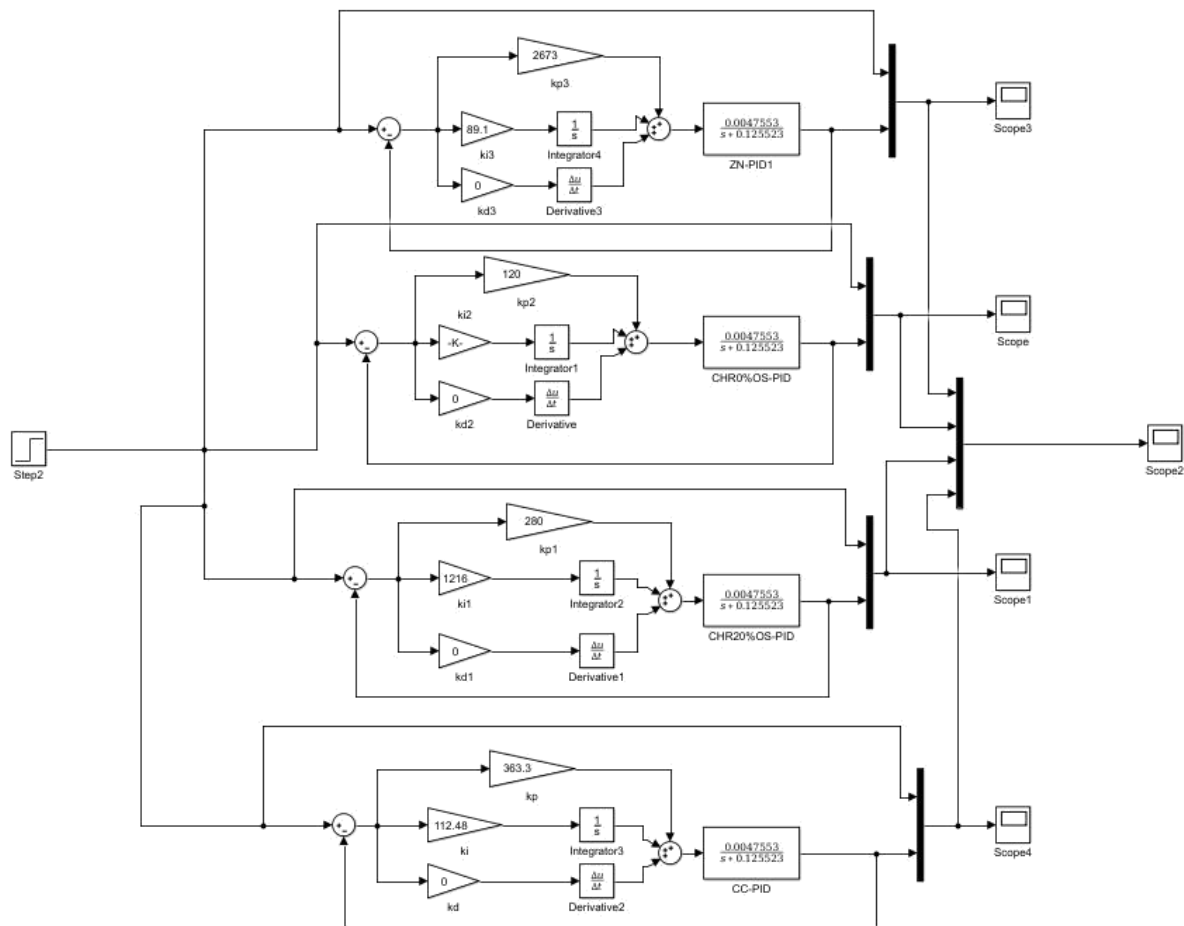 2673
kp3
+
−
89.1
ki3
1
s
Integrator4
+
+
+
0.0047553
s + 0.125523
ZN-PID1
Scope3
0
kd3
Δu
Δt
Derivative3
120
kp2
ki2
+
−
-K-
1
s
Integrator1
+
+
+
0.0047553
s + 0.125523
CHR0%OS-PID
Scope
0
kd2
Δu
Δt
Derivative
Step2
Scope2
280
kp1
+
−
1216
ki1
1
s
Integrator2
+
+
+
0.0047553
s + 0.125523
CHR20%OS-PID
Scope1
0
kd1
Δu
Δt
Derivative1
363.3
kp
+
−
112.48
ki
1
s
Integrator3
+
+
+
0.0047553
s + 0.125523
CC-PID
Scope4
0
kd
Δu
Δt
Derivative2